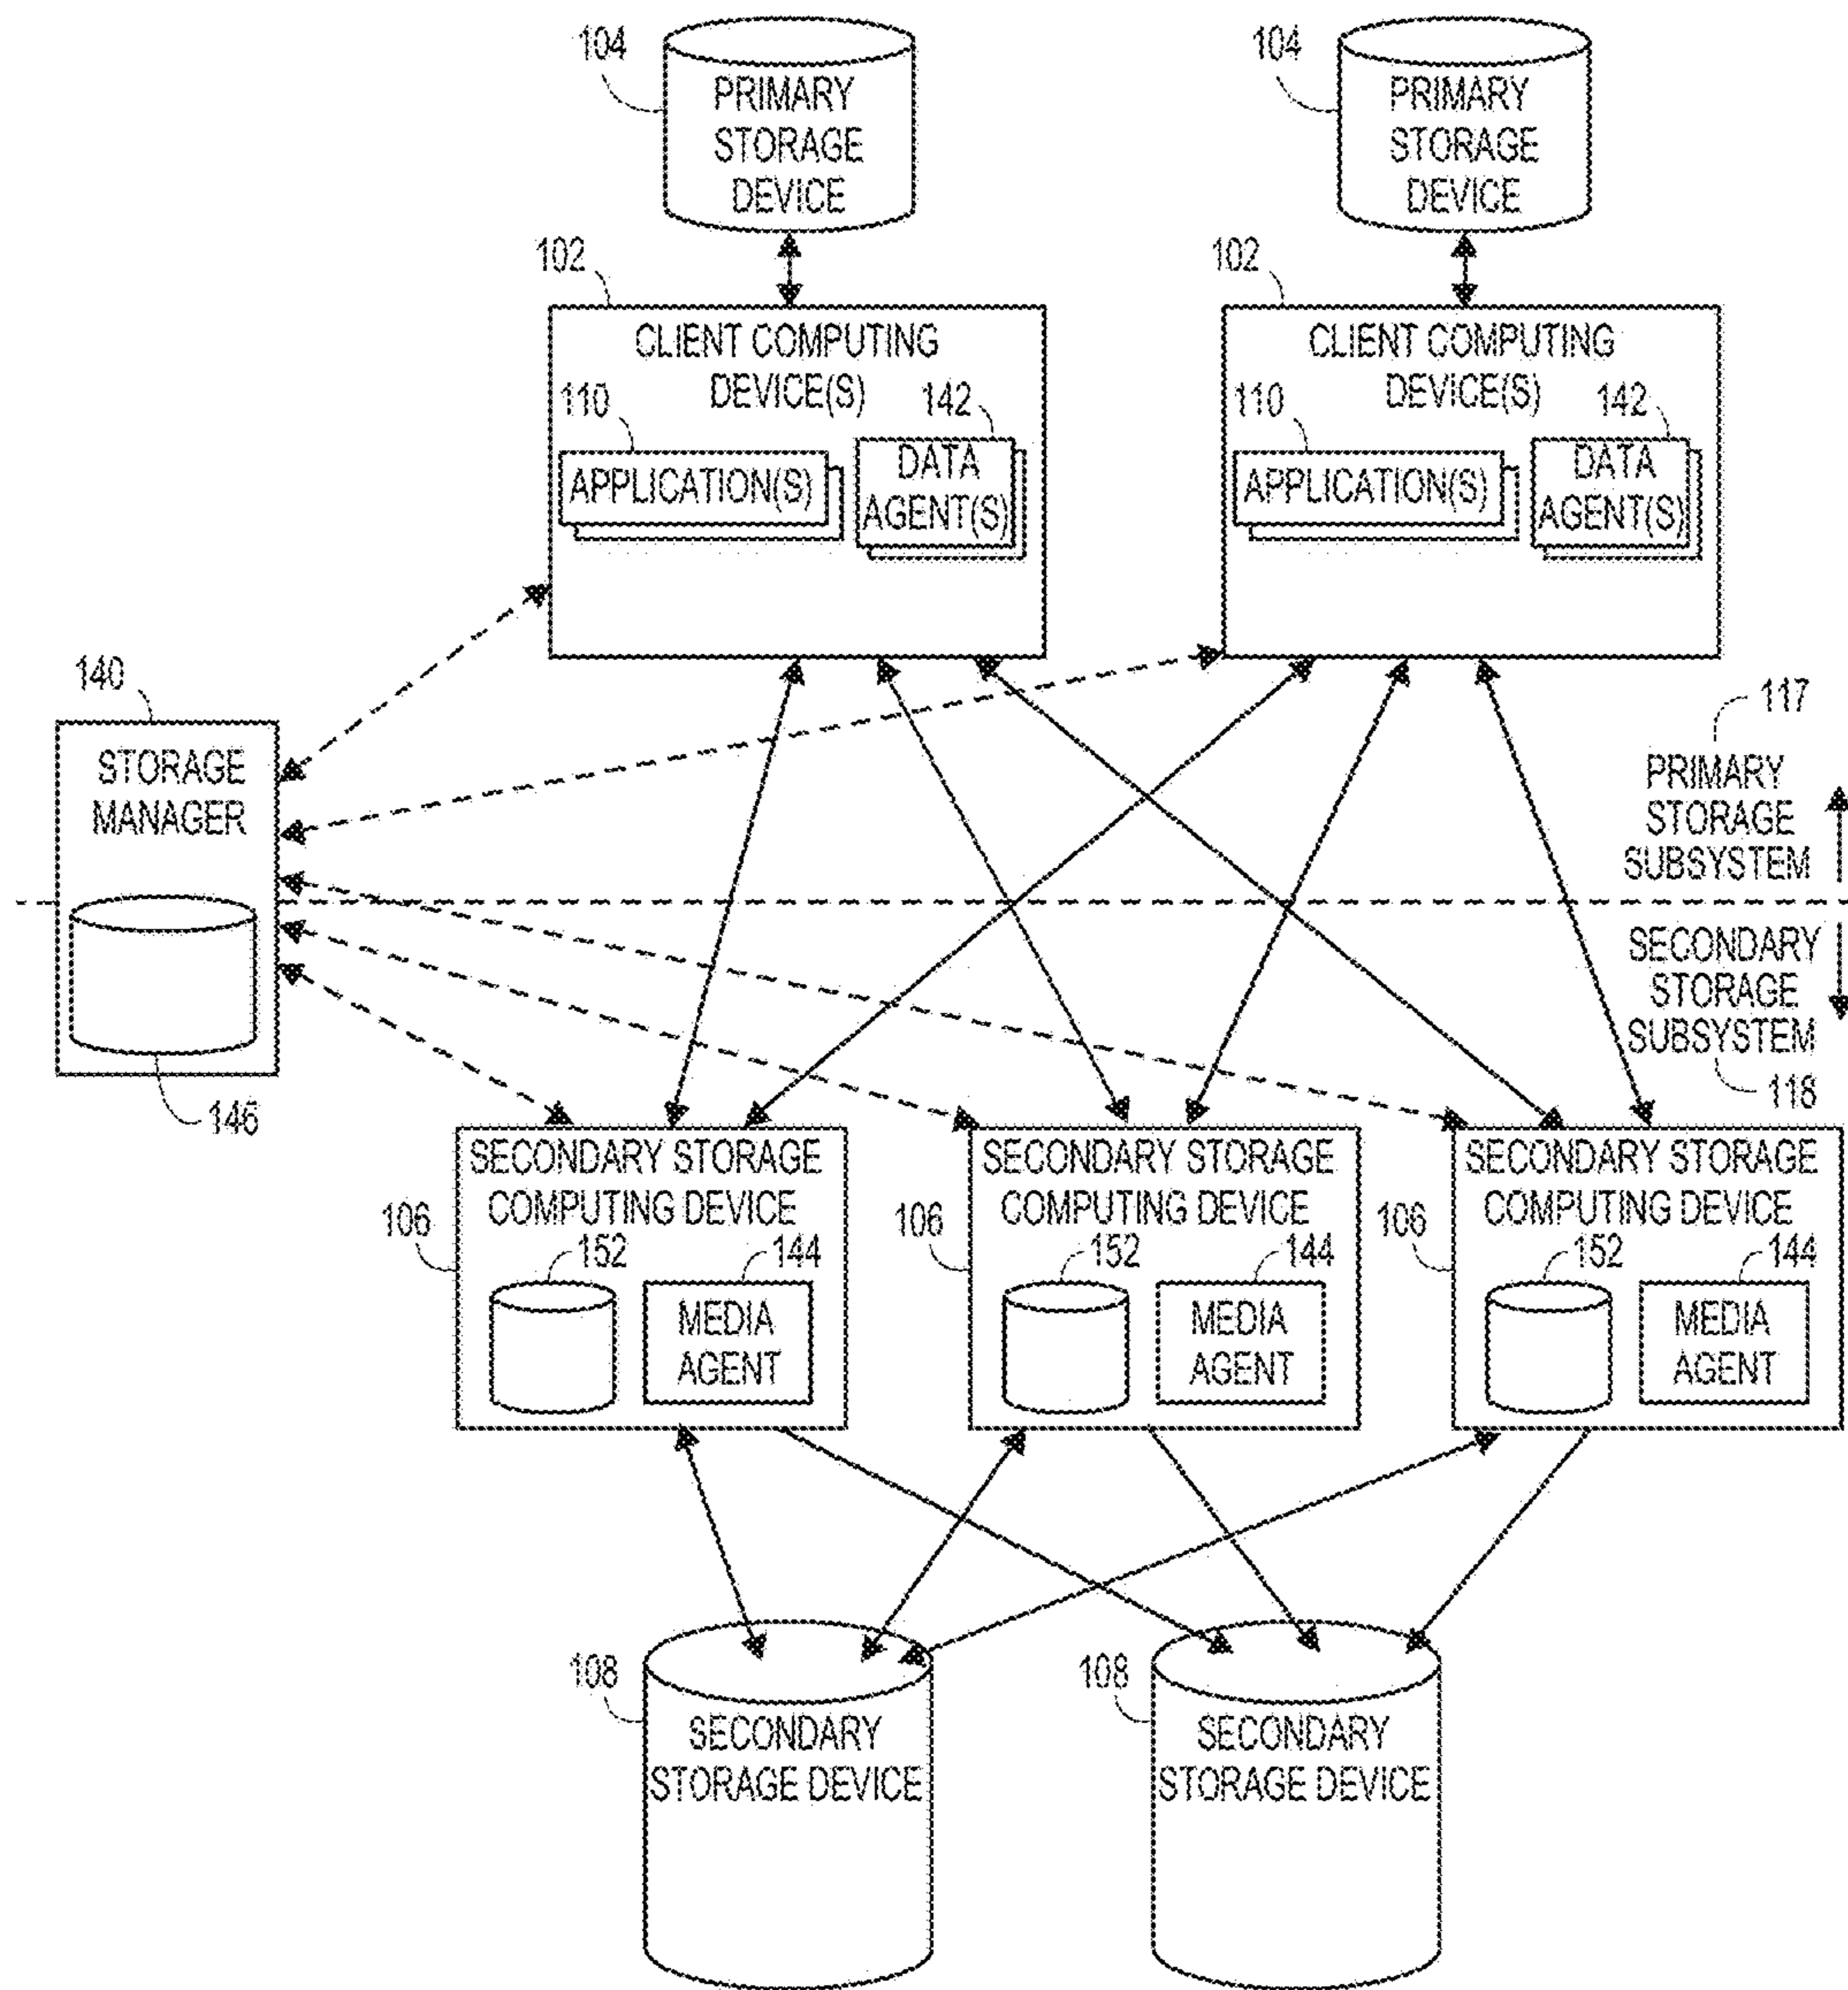 104
PRIMARY
STORAGE
DEVICE
104
PRIMARY
STORAGE
DEVICE
102
CLIENT COMPUTING
DEVICE(S)
110
142
APPLICATION(S)
DATA
AGENT(S)
102
CLIENT COMPUTING
DEVICE(S)
110
142
APPLICATION(S)
DATA
AGENT(S)
140
STORAGE
MANAGER
146
117
PRIMARY
STORAGE
SUBSYSTEM
SECONDARY
STORAGE
SUBSYSTEM
118
106
SECONDARY STORAGE
COMPUTING DEVICE
152
144
MEDIA
AGENT
106
SECONDARY STORAGE
COMPUTING DEVICE
152
144
MEDIA
AGENT
106
SECONDARY STORAGE
COMPUTING DEVICE
152
144
MEDIA
AGENT
108
SECONDARY
STORAGE DEVICE
108
SECONDARY
STORAGE DEVICE